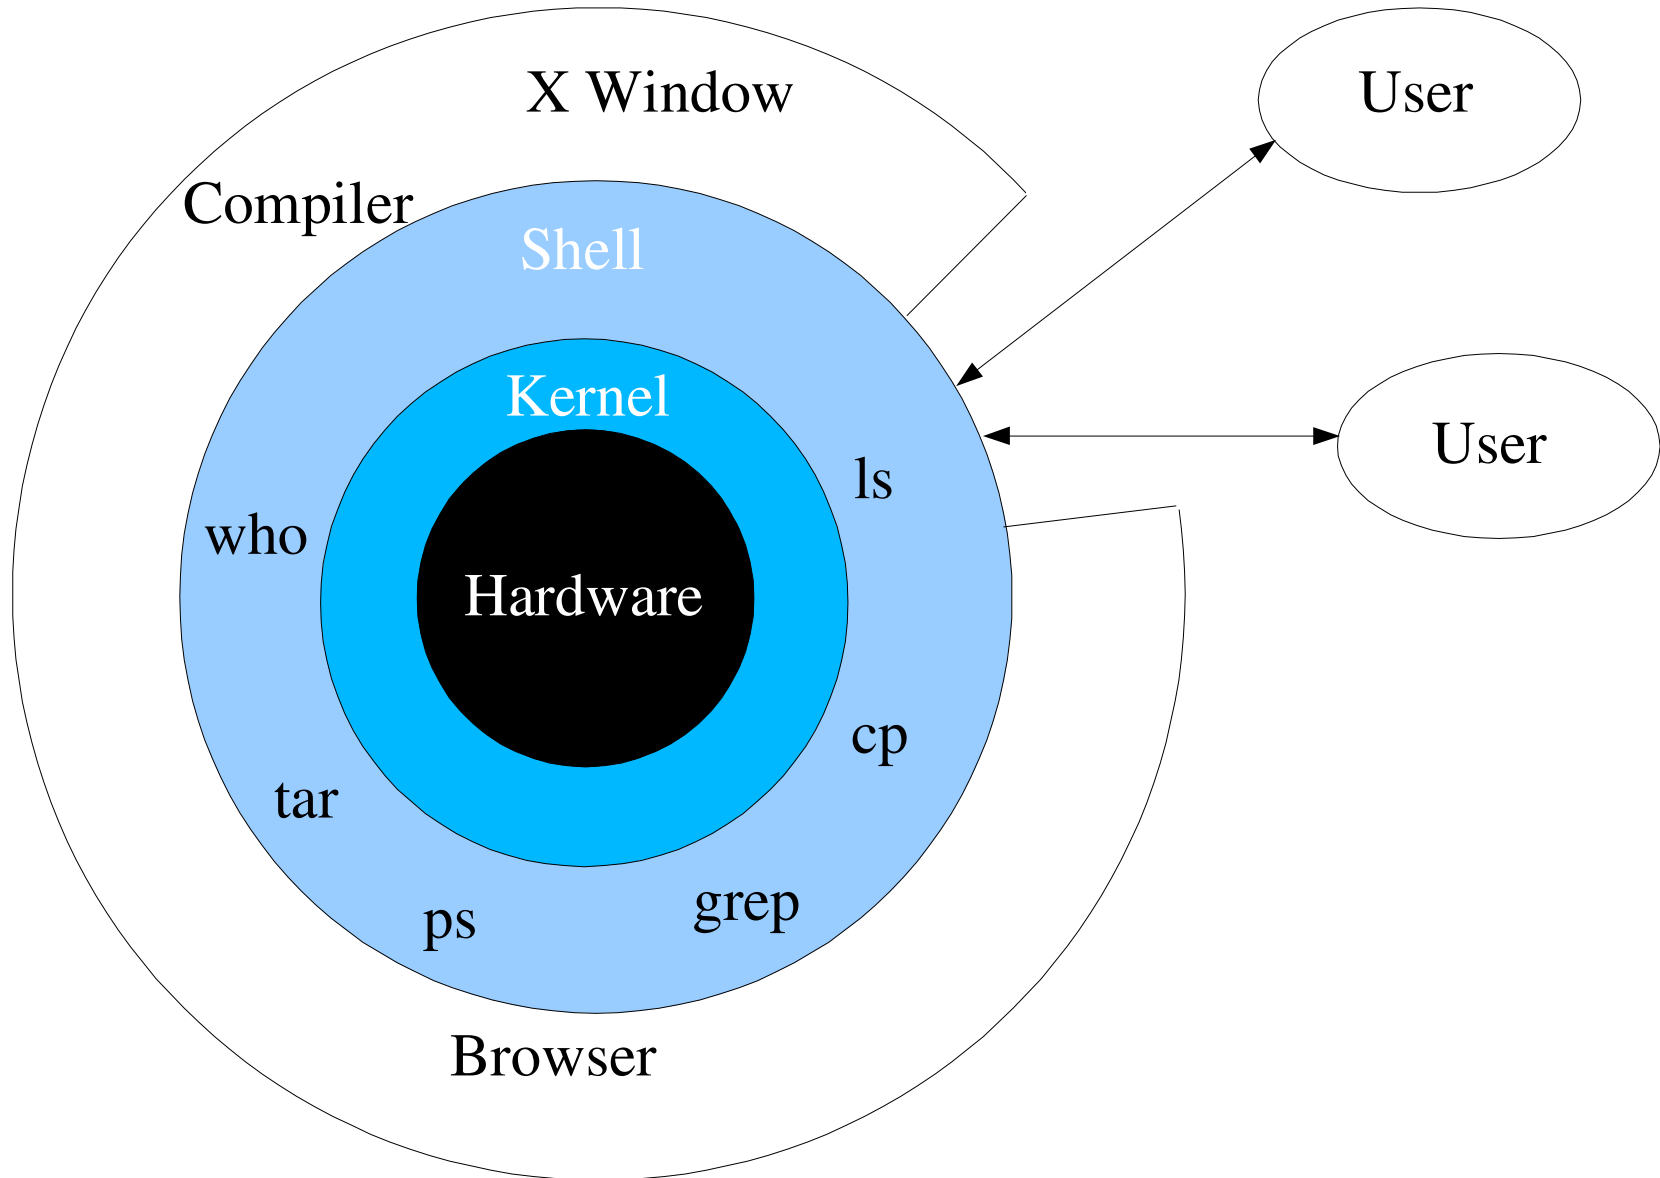 X Window
User
Compiler
Shell
Kernel
User
ls
who
Hardware
cp
tar
grep
ps
Browser